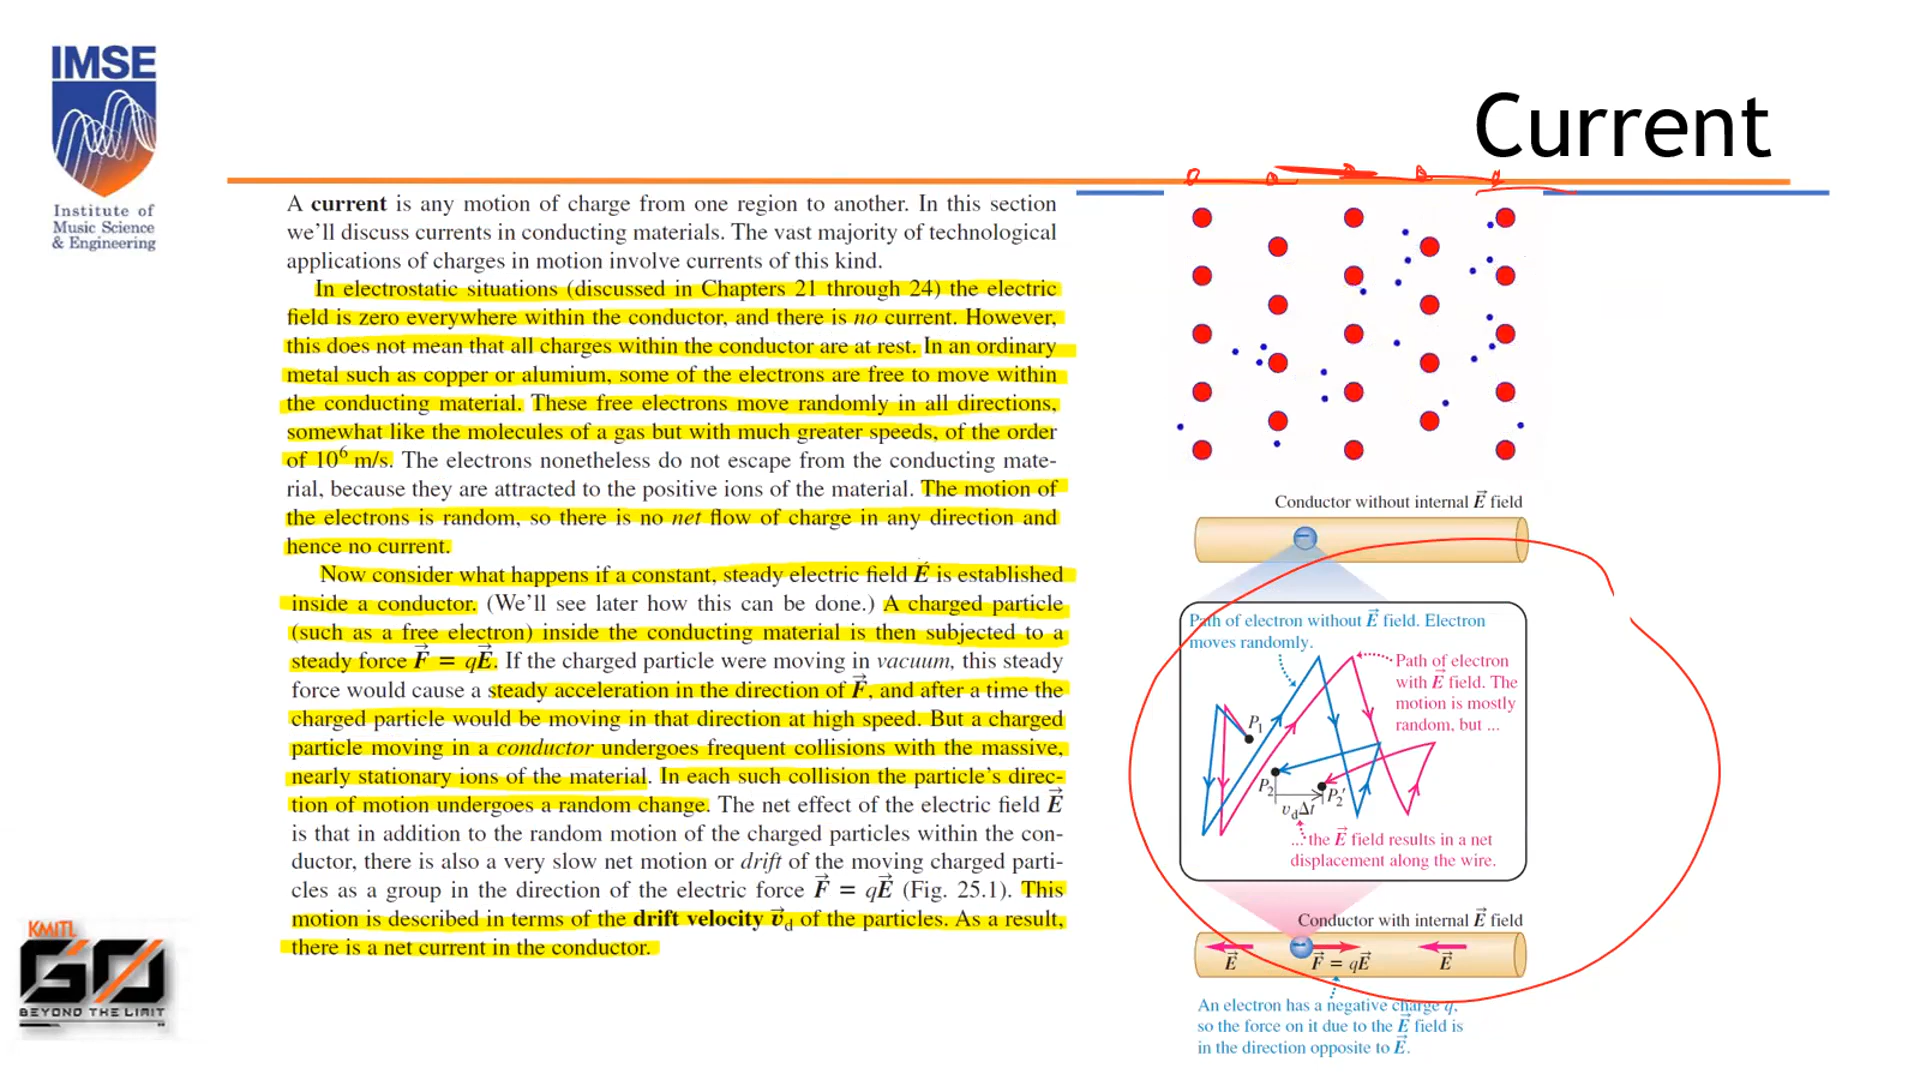 IMSE
Institute of
Music Science
& Engineering
Current
A current is any motion of charge from one region to another. In this section
we'll discuss currents in conducting materials. The vast majority of technological
applications of charges in motion involve currents of this kind.
In electrostatic situations (discussed in Chapters 21 through 24) the electric
field is zero everywhere within the conductor, and there is no current. However,
this does not mean that all charges within the conductor are at rest. In an ordinary
metal such as copper or alumium, some of the electrons are free to move within
the conducting material. These free electrons move randomly in all directions,
somewhat like the molecules of a gas but with much greater speeds, of the order
of 10⁶ m/s. The electrons nonetheless do not escape from the conducting mate-
rial, because they are attracted to the positive ions of the material. The motion of
the electrons is random, so there is no net flow of charge in any direction and
hence no current.
Now consider what happens if a constant, steady electric field E⃗ is established
inside a conductor. (We'll see later how this can be done.) A charged particle
(such as a free electron) inside the conducting material is then subjected to a
steady force F⃗ = qE⃗. If the charged particle were moving in vacuum, this steady
force would cause a steady acceleration in the direction of F⃗, and after a time the
charged particle would be moving in that direction at high speed. But a charged
particle moving in a conductor undergoes frequent collisions with the massive,
nearly stationary ions of the material. In each such collision the particle's direc-
tion of motion undergoes a random change. The net effect of the electric field E⃗
is that in addition to the random motion of the charged particles within the con-
ductor, there is also a very slow net motion or drift of the moving charged parti-
cles as a group in the direction of the electric force F⃗ = qE⃗ (Fig. 25.1). This
motion is described in terms of the drift velocity v⃗d of the particles. As a result,
there is a net current in the conductor.
Conductor without internal E⃗ field
−
Path of electron without E⃗ field. Electron
moves randomly.
Path of electron
with E⃗ field. The
motion is mostly
random, but ...
P₁
P₂
P₂′
vdΔt
... the E⃗ field results in a net
displacement along the wire.
Conductor with internal E⃗ field
−
E⃗
F⃗ = qE⃗
E⃗
An electron has a negative charge q,
so the force on it due to the E⃗ field is
in the direction opposite to E⃗.
KMITL
GO
BEYOND THE LIMIT